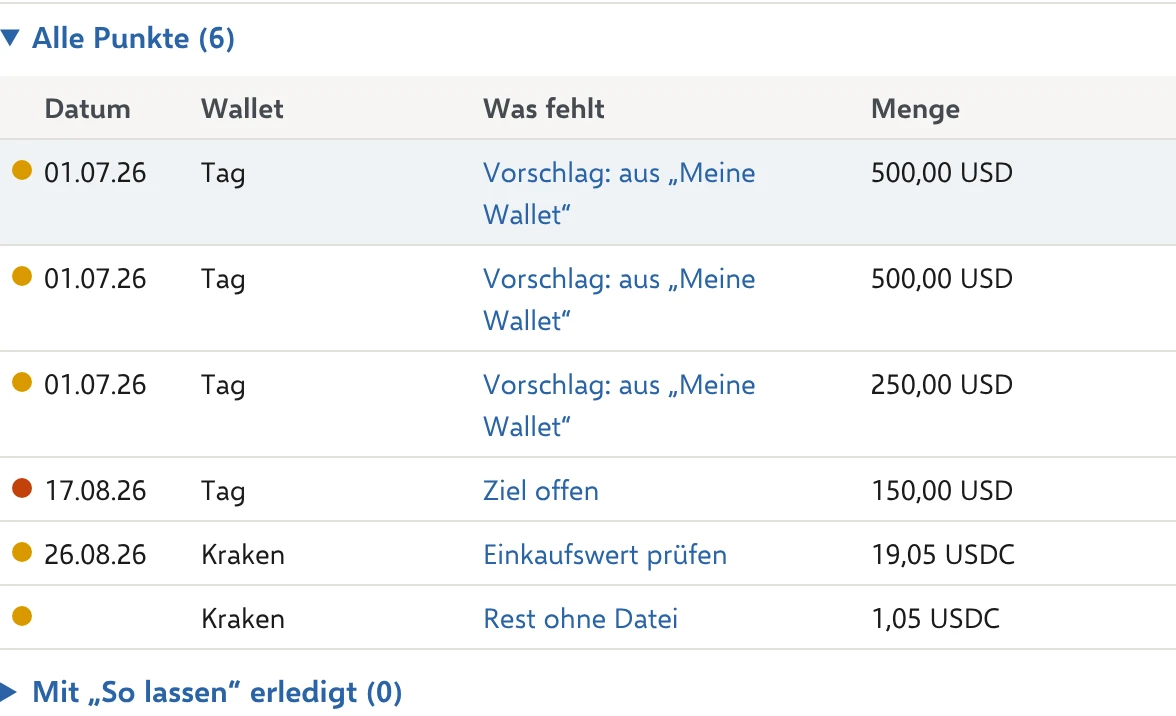 ▼ Alle Punkte (6)
Datum Wallet Was fehlt Menge
01.07.26 Tag Vorschlag: aus „Meine 500,00 USD
Wallet“
01.07.26 Tag Vorschlag: aus „Meine 500,00 USD
Wallet“
01.07.26 Tag Vorschlag: aus „Meine 250,00 USD
Wallet“
17.08.26 Tag Ziel offen 150,00 USD
26.08.26 Kraken Einkaufswert prüfen 19,05 USDC
Kraken Rest ohne Datei 1,05 USDC
▶ Mit „So lassen“ erledigt (0)